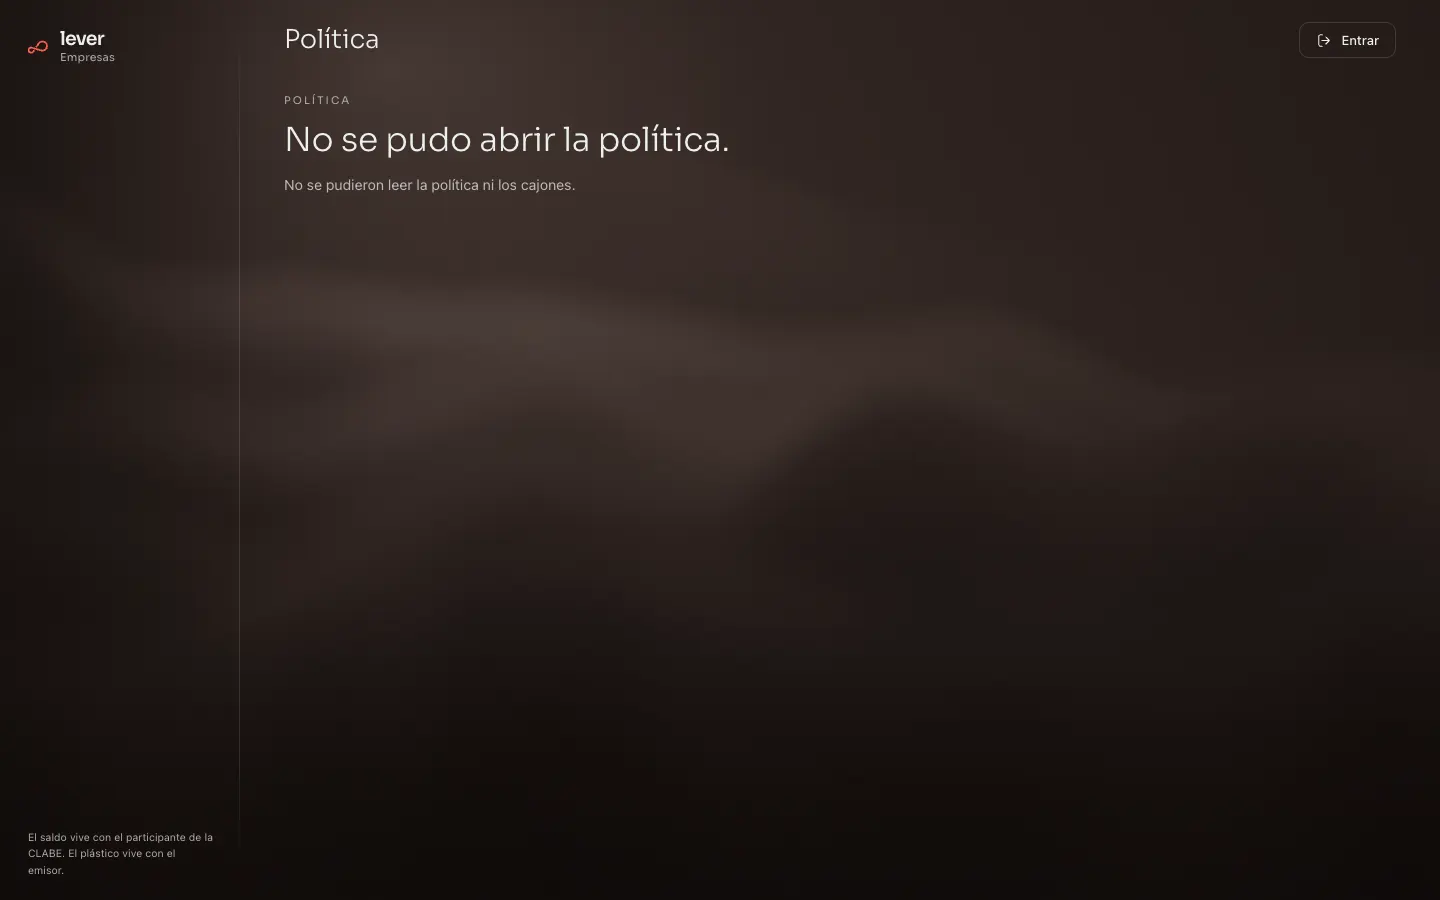 lever
Empresas
Política
Entrar
POLÍTICA
No se pudo abrir la política.
No se pudieron leer la política ni los cajones.
El saldo vive con el participante de la
CLABE. El plástico vive con el
emisor.